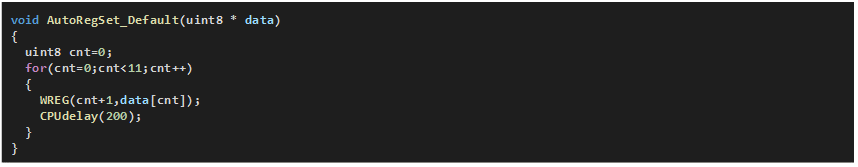 void AutoRegSet_Default(uint8 * data)
{
  uint8 cnt=0;
  for(cnt=0;cnt<11;cnt++)
  {
    WREG(cnt+1,data[cnt]);
    CPUdelay(200);
  }
}